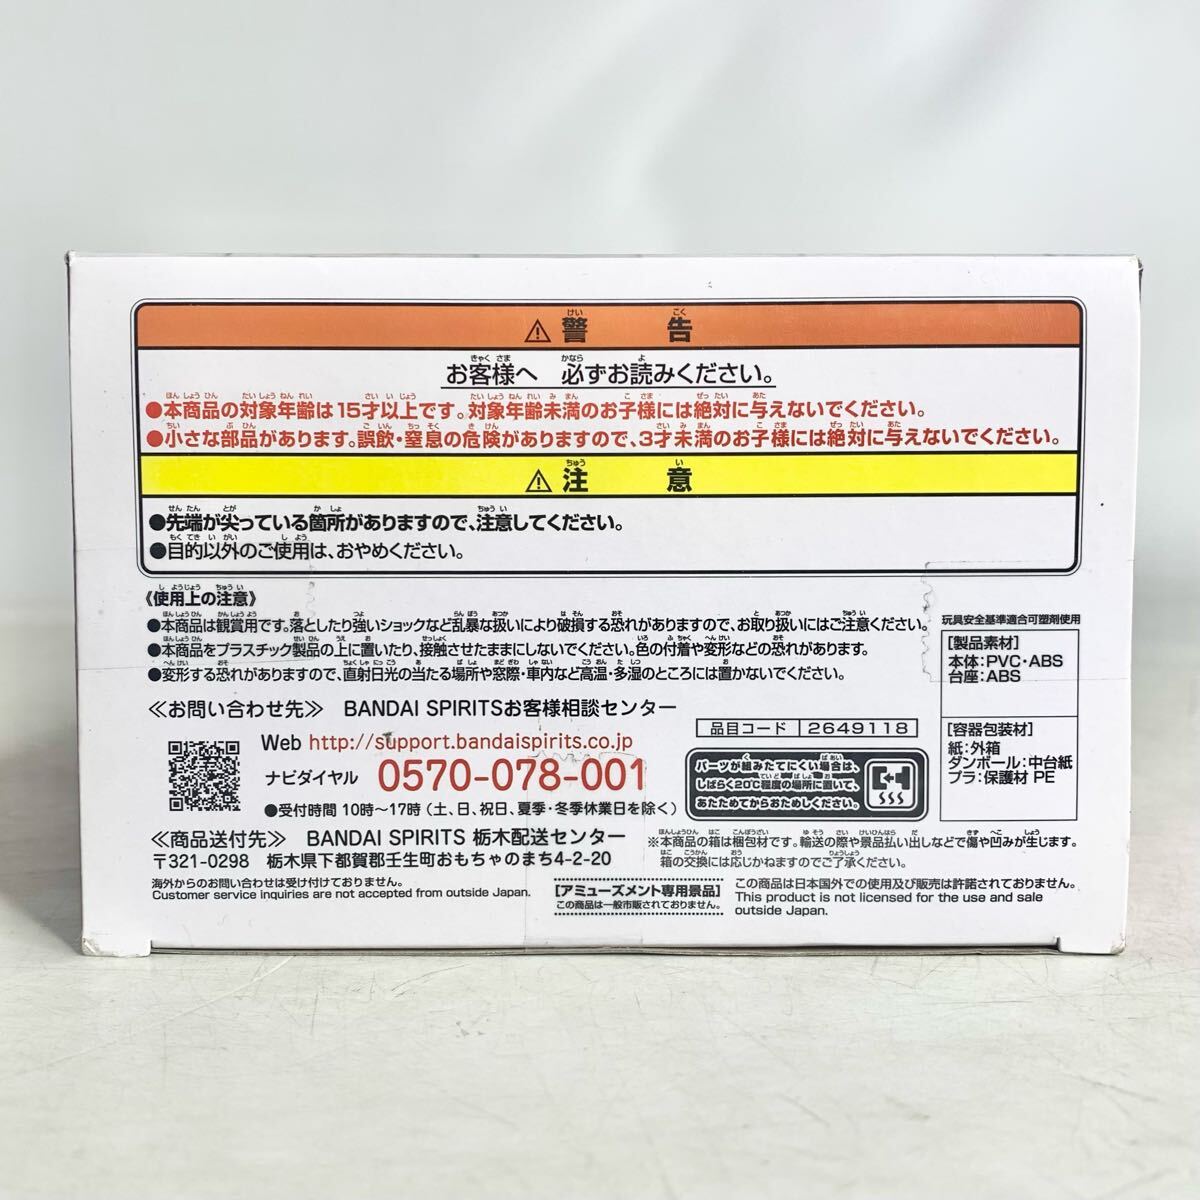 ⚠警告
お客様へ 必ずお読みください。
●本商品の対象年齢は15才以上です。対象年齢未満のお子様には絶対に与えないでください。
●小さな部品があります。誤飲・窒息の危険がありますので、3才未満のお子様には絶対に与えないでください。
⚠注意
●先端が尖っている箇所がありますので、注意してください。
●目的以外のご使用は、おやめください。
《使用上の注意》
●本商品は観賞用です。落としたり強いショックなど乱暴な扱いにより破損する恐れがありますので、お取り扱いにはご注意ください。
●本商品をプラスチック製品の上に置いたり、接触させたままにしないでください。色の付着や変形などの恐れがあります。
●変形する恐れがありますので、直射日光の当たる場所や窓際・車内など高温・多湿のところには置かないでください。
≪お問い合わせ先≫ BANDAI SPIRITSお客様相談センター
Web http://support.bandaispirits.co.jp
ナビダイヤル 0570-078-001
●受付時間 10時〜17時（土、日、祝日、夏季・冬季休業日を除く）
≪商品送付先≫ BANDAI SPIRITS 栃木配送センター
〒321-0298 栃木県下都賀郡壬生町おもちゃのまち4-2-20
海外からのお問い合わせは受け付けておりません。
Customer service inquiries are not accepted from outside Japan.
玩具安全基準適合可塑剤使用
[製品素材]
本体:PVC・ABS
台座:ABS
[容器包装材]
紙:外箱
ダンボール:中台紙
プラ:保護材 PE
品目コード 2649118
パーツが組みたてにくい場合は、
しばらく20℃程度の場所に置いて、
あたためてからおためしください。
※本商品の箱は梱包材です。輸送の際や景品払い出しなどで傷や凹みが生じます。
箱の交換には応じかねますのでご了承ください。
[アミューズメント専用景品]
この商品は一般市販されておりません。
この商品は日本国外での使用及び販売は許諾されておりません。
This product is not licensed for the use and sale
outside Japan.